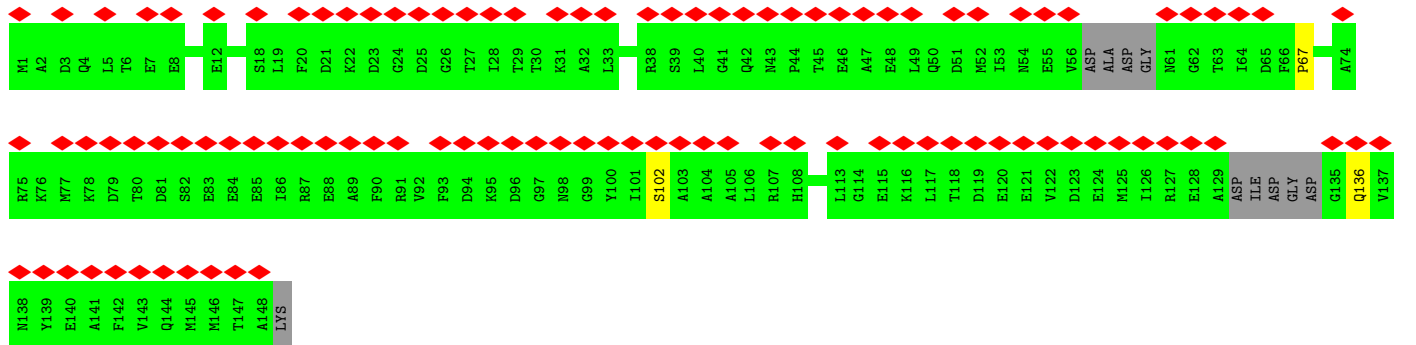 M1 A2 D3 Q4 L5 T6 E7 E8 E12 S18 L19 F20 D21 K22 D23 G24 D25 G26 T27 I28 T29 T30 K31 A32 L33 R38 S39 L40 G41 Q42 N43 P44 T45 E46 A47 E48 L49 Q50 D51 M52 I53 N54 E55 V56 ASP ALA ASP GLY N61 G62 T63 I64 D65 F66 P67 A74
R75 K76 M77 K78 D79 T80 D81 S82 E83 E84 E85 I86 R87 E88 A89 F90 R91 V92 F93 D94 K95 D96 G97 N98 G99 Y100 I101 S102 A103 A104 A105 L106 R107 H108 L113 G114 E115 K116 L117 T118 D119 E120 E121 V122 D123 E124 M125 I126 R127 E128 A129 ASP ILE ASP GLY ASP G135 Q136 V137
N138 Y139 E140 A141 F142 V143 Q144 M145 M146 T147 A148 LYS